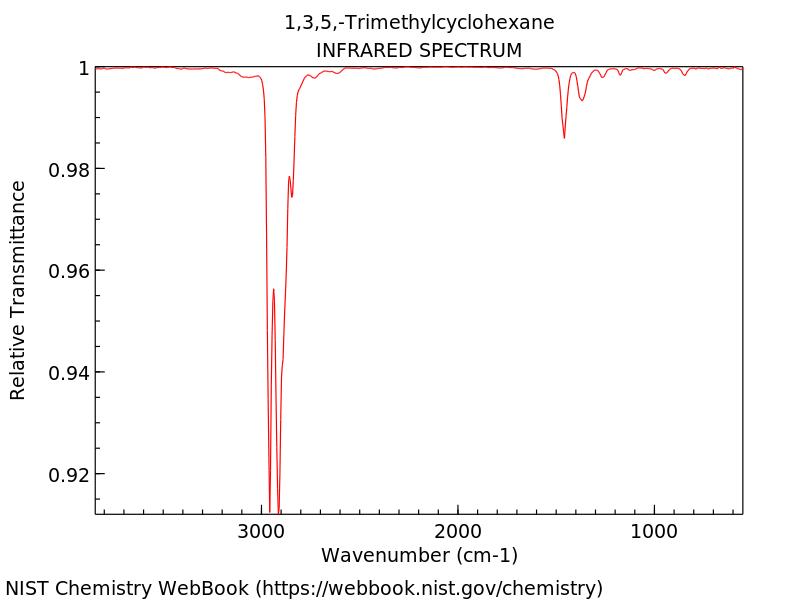 1,3,5,-Trimethylcyclohexane
INFRARED SPECTRUM
1
0.98
0.96
0.94
0.92
Relative Transmittance
3000 2000 1000
Wavenumber (cm-1)
NIST Chemistry WebBook (https://webbook.nist.gov/chemistry)